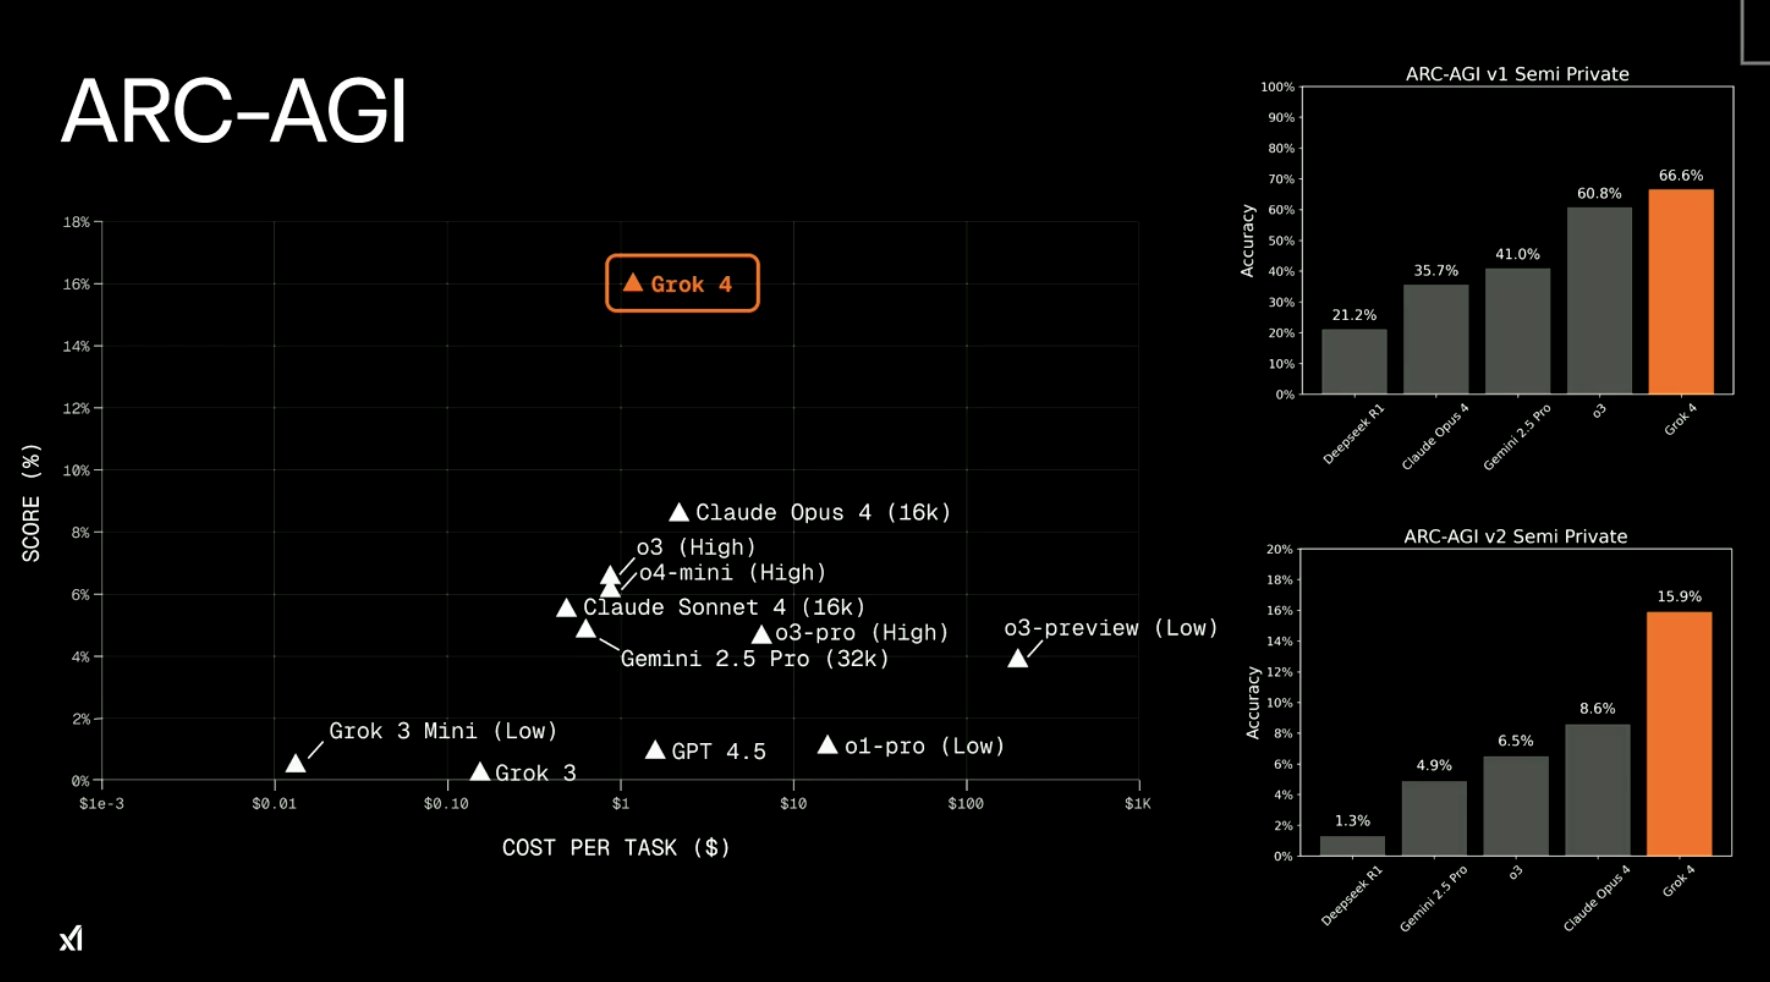 ARC-AGI
SCORE (%)
18%
16%
14%
12%
10%
8%
6%
4%
2%
0%
Grok 4
Claude Opus 4 (16k)
o3 (High)
o4-mini (High)
Claude Sonnet 4 (16k)
o3-pro (High)
o3-preview (Low)
Gemini 2.5 Pro (32k)
Grok 3 Mini (Low)
GPT 4.5
o1-pro (Low)
Grok 3
$1e-3 $0.01 $0.10 $1 $10 $100 $1K
COST PER TASK ($)
xI
ARC-AGI v1 Semi Private
Accuracy
100%
90%
80%
70%
60%
50%
40%
30%
20%
10%
0%
21.2% 35.7% 41.0% 60.8% 66.6%
Deepseek R1 Claude Opus 4 Gemini 2.5 Pro o3 Grok 4
ARC-AGI v2 Semi Private
Accuracy
20%
18%
16%
14%
12%
10%
8%
6%
4%
2%
0%
1.3% 4.9% 6.5% 8.6% 15.9%
Deepseek R1 Gemini 2.5 Pro o3 Claude Opus 4 Grok 4